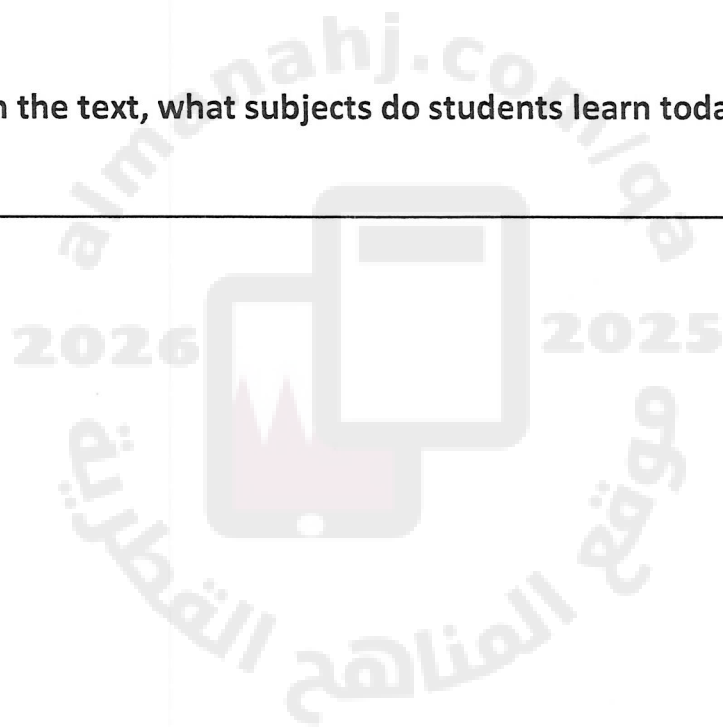 almanahj.com/qa
n the text, what subjects do students learn toda
2026 2025
موقع المناهج القطرية